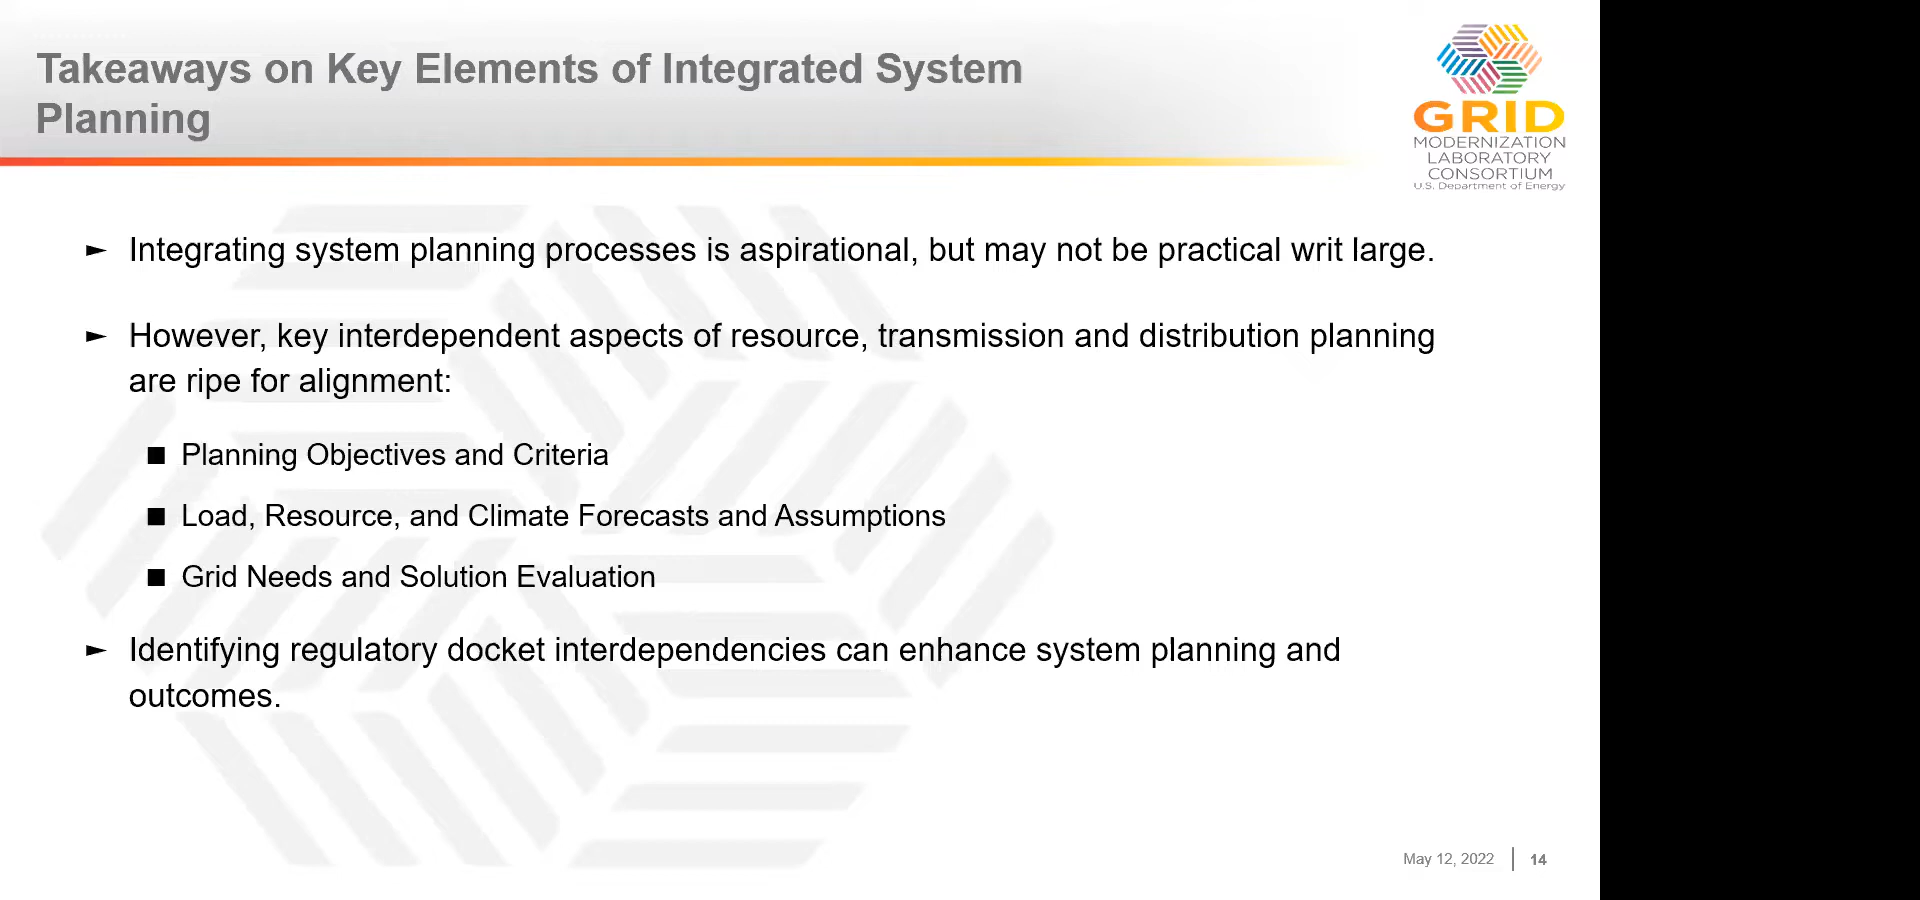 Takeaways on Key Elements of Integrated System
Planning
GRID
MODERNIZATION
LABORATORY
CONSORTIUM
U.S. Department of Energy
► Integrating system planning processes is aspirational, but may not be practical writ large.
► However, key interdependent aspects of resource, transmission and distribution planning
are ripe for alignment:
■ Planning Objectives and Criteria
■ Load, Resource, and Climate Forecasts and Assumptions
■ Grid Needs and Solution Evaluation
► Identifying regulatory docket interdependencies can enhance system planning and
outcomes.
May 12, 2022 | 14